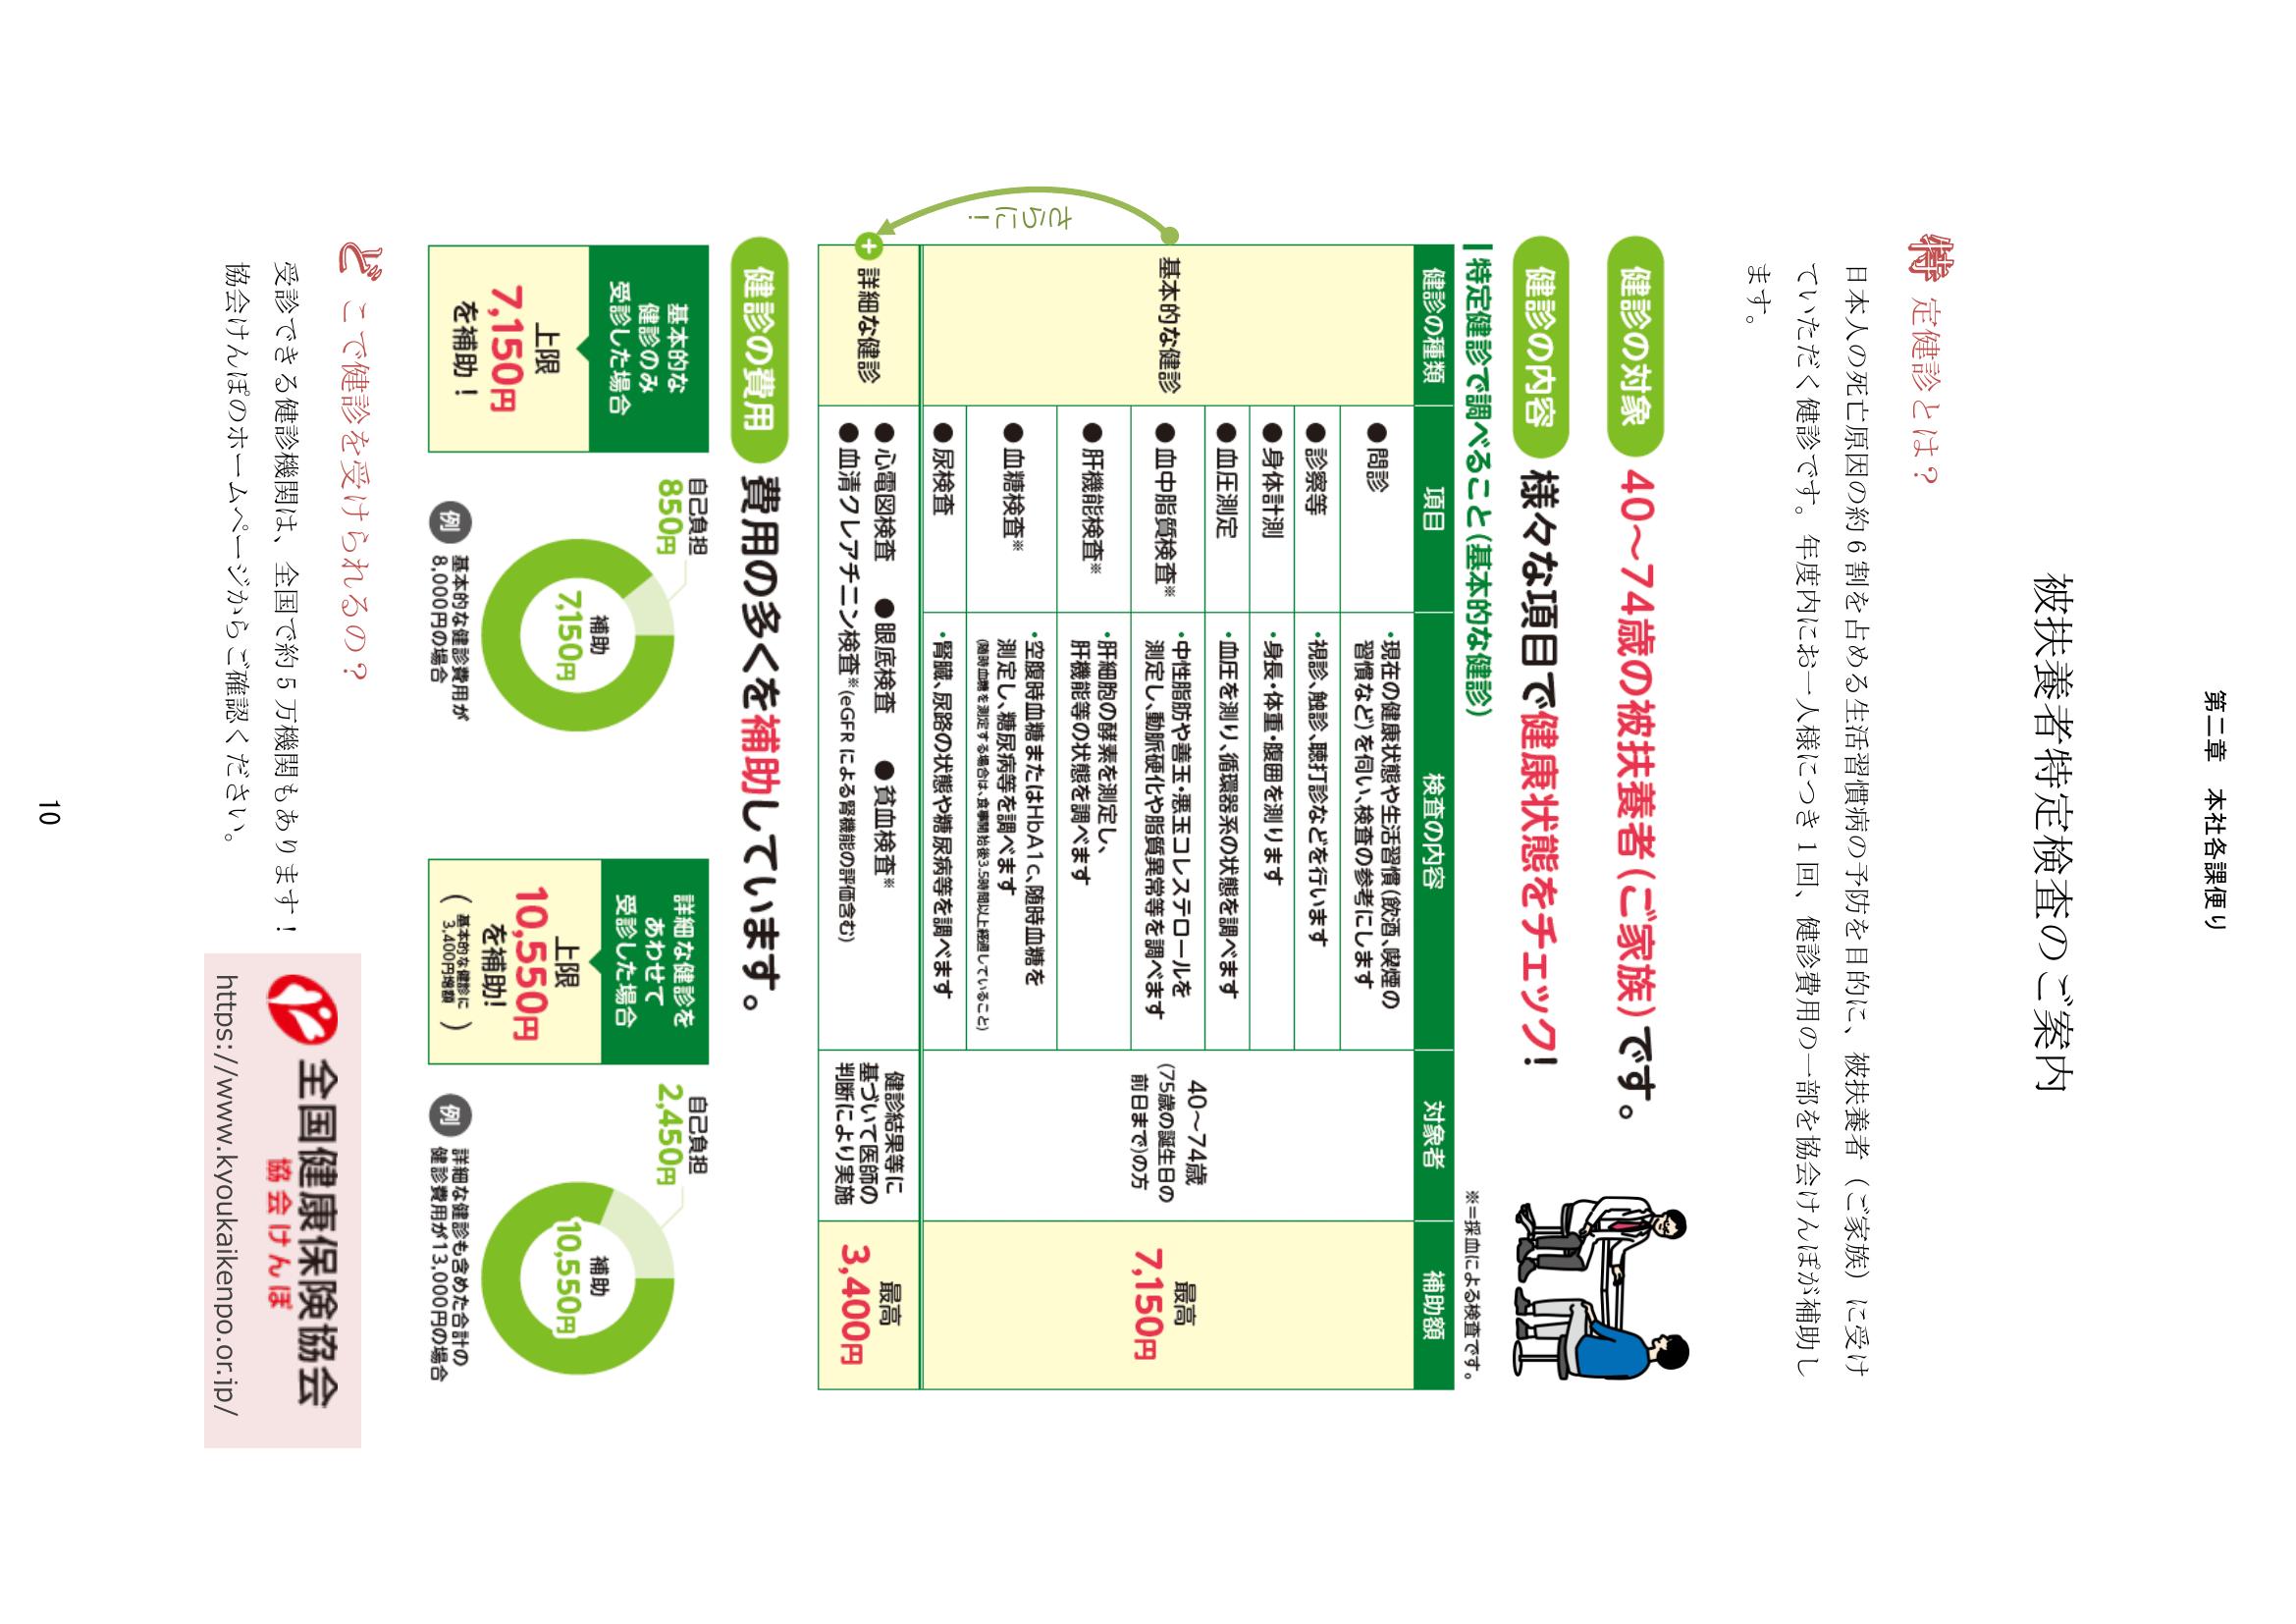 第二章　本社各課便り
被扶養者特定検査のご案内
特定健診とは？
日本人の死亡原因の約６割を占める生活習慣病の予防を目的に、被扶養者（ご家族）に受け
ていただく健診です。年度内にお一人様につき１回、健診費用の一部を協会けんぽが補助し
ます。
健診の対象　40～74歳の被扶養者（ご家族）です。
健診の内容　様々な項目で健康状態をチェック！
特定健診で調べること（基本的な健診）
※＝採血による検査です。
健診の種類　項目　検査の内容　対象者　補助額
基本的な健診
●問診
・現在の健康状態や生活習慣（飲酒、喫煙の
習慣など）を伺い、検査の参考にします
●診察等
・視診、触診、聴打診などを行います
●身体計測
・身長・体重・腹囲を測ります
●血圧測定
・血圧を測り、循環器系の状態を調べます
●血中脂質検査※
・中性脂肪や善玉・悪玉コレステロールを
測定し、動脈硬化や脂質異常等を調べます
●肝機能検査※
・肝細胞の酵素を測定し、
肝機能等の状態を調べます
●血糖検査※
・空腹時血糖またはHbA1c、随時血糖を
測定し、糖尿病等を調べます
（随時血糖を測定する場合は、食事開始後3.5時間以上経過していること）
●尿検査
・腎臓、尿路の状態や糖尿病等を調べます
40～74歳
（75歳の誕生日の
前日まで）の方
最高
7,150円
さらに！
+
詳細な健診
●心電図検査　●眼底検査　●貧血検査※
●血清クレアチニン検査※（eGFRによる腎機能の評価含む）
健診結果等に
基づいて医師の
判断により実施
最高
3,400円
健診の費用　費用の多くを補助しています。
基本的な
健診のみ
受診した場合
上限
7,150円
を補助！
自己負担
850円
補助
7,150円
例　基本的な健診費用が
8,000円の場合
詳細な健診を
あわせて
受診した場合
上限
10,550円
を補助!
（基本的な健診に
3,400円増額）
自己負担
2,450円
補助
10,550円
例　詳細な健診も含めた合計の
健診費用が13,000円の場合
どこで健診を受けられるの？
受診できる健診機関は、全国で約５万機関もあります！
協会けんぽのホームページからご確認ください。
全国健康保険協会
協会けんぽ
https://www.kyoukaikenpo.or.jp/
10